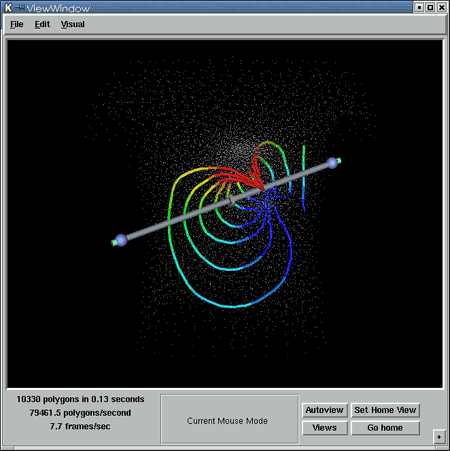 ViewWindow
File Edit Visual
10330 polygons in 0.13 seconds
79461.5 polygons/second
7.7 frames/sec
Current Mouse Mode
Autoview Set Home View
Views Go home